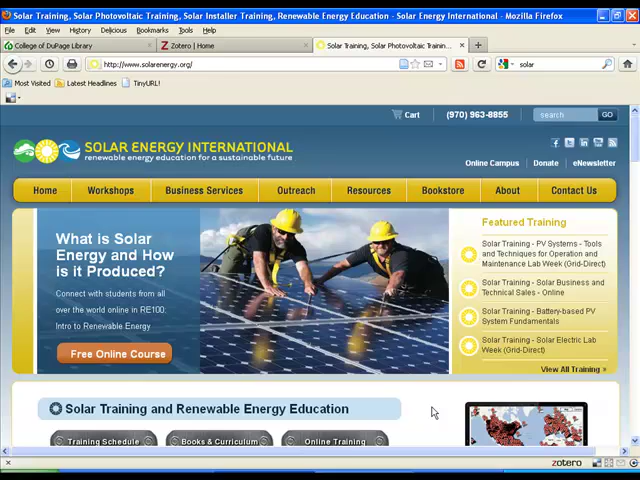 Solar Training, Solar Photovoltaic Training, Solar Installer Training, Renewable Energy Education - Solar Energy International - Mozilla Firefox
File Edit View History Delicious Bookmarks Tools Help
College of DuPage Library
Zotero | Home
Solar Training, Solar Photovoltaic Trainin...
http://www.solarenergy.org/
solar
Most Visited Latest Headlines TinyURL!
Cart (970) 963-8855 search GO
SOLAR ENERGY INTERNATIONAL
renewable energy education for a sustainable future
Online Campus Donate eNewsletter
Home Workshops Business Services Outreach Resources Bookstore About Contact Us
What is Solar
Energy and How
is it Produced?
Connect with students from all
over the world online in RE100:
Intro to Renewable Energy
Free Online Course
Featured Training
Solar Training - PV Systems - Tools
and Techniques for Operation and
Maintenance Lab Week (Grid-Direct)
Solar Training - Solar Business and
Technical Sales - Online
Solar Training - Battery-based PV
System Fundamentals
Solar Training - Solar Electric Lab
Week (Grid-Direct)
View All Training »
Solar Training and Renewable Energy Education
Training Schedule Books & Curriculum Online Training
zotero